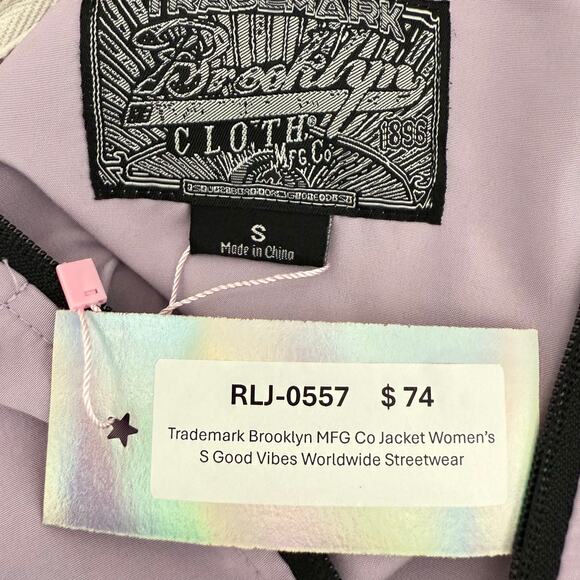 TRADEMARK
Brooklyn
CLOTH
MFG. Co.
1896
S
Made in China
RLJ-0557 $ 74
Trademark Brooklyn MFG Co Jacket Women's
S Good Vibes Worldwide Streetwear